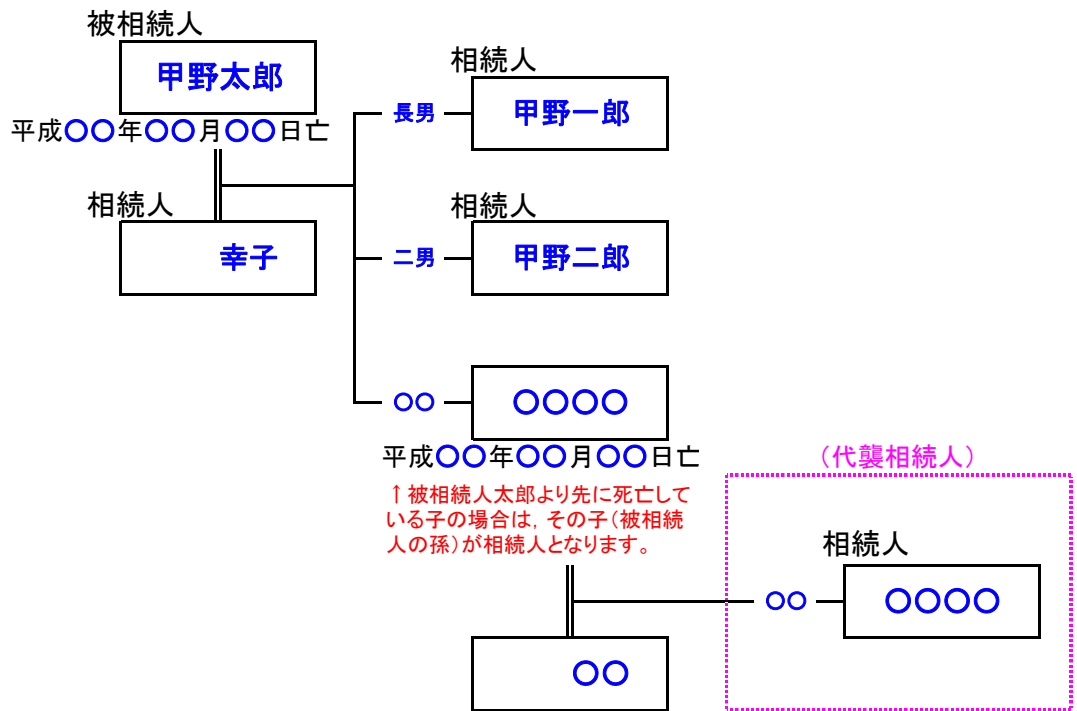 被相続人
甲野太郎
平成〇〇年〇〇月〇〇日亡
相続人
幸子
長男
相続人
甲野一郎
二男
相続人
甲野二郎
〇〇
〇〇〇〇
平成〇〇年〇〇月〇〇日亡
↑被相続人太郎より先に死亡して
いる子の場合は，その子（被相続
人の孫）が相続人となります。
〇〇
（代襲相続人）
相続人
〇〇
〇〇〇〇